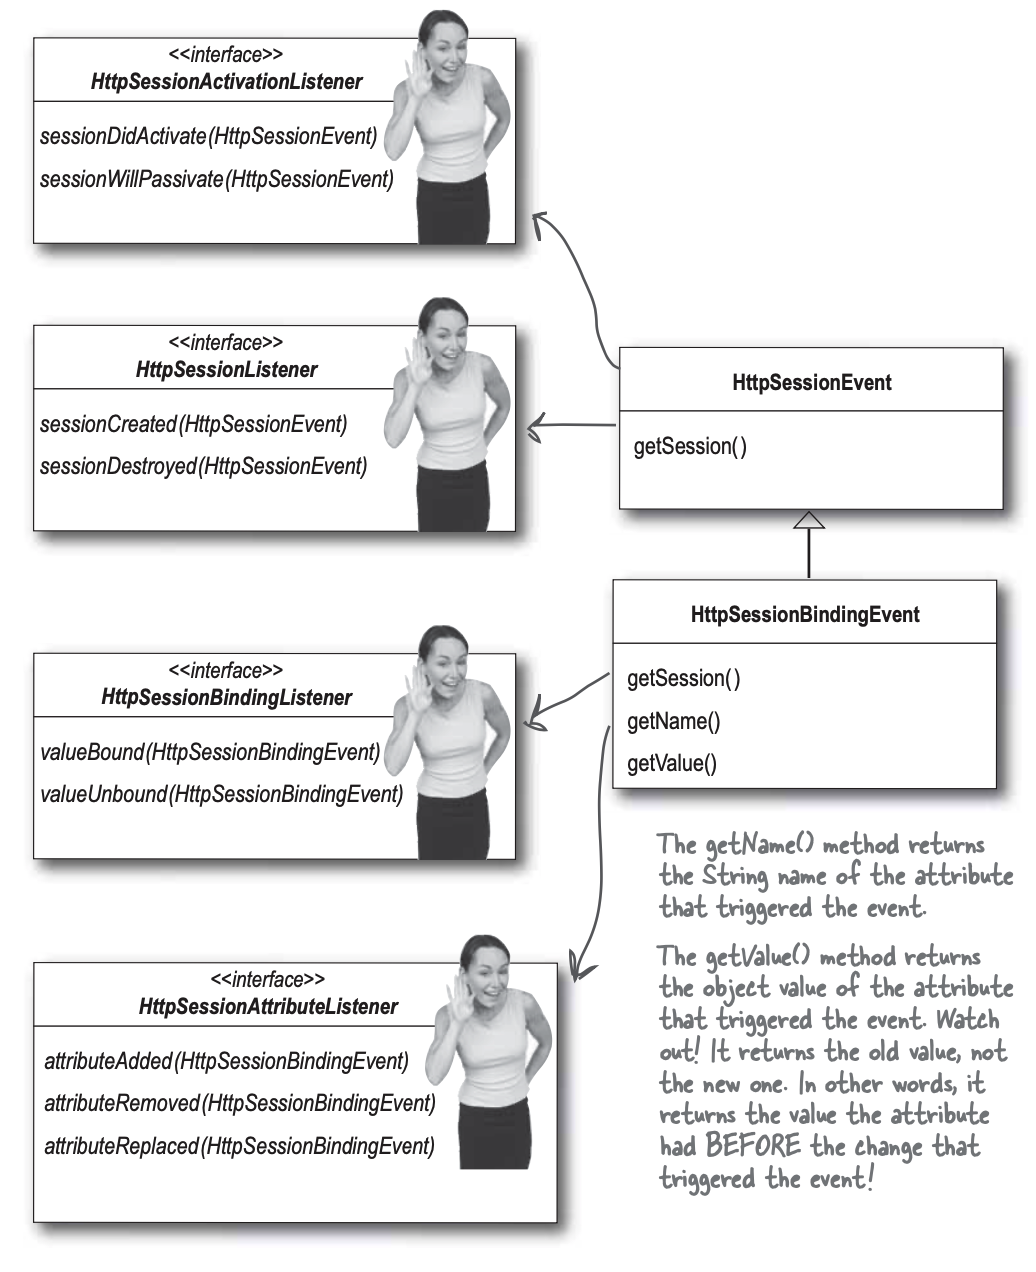 <<interface>>
HttpSessionActivationListener
sessionDidActivate(HttpSessionEvent)
sessionWillPassivate(HttpSessionEvent)
<<interface>>
HttpSessionListener
sessionCreated(HttpSessionEvent)
sessionDestroyed(HttpSessionEvent)
HttpSessionEvent
getSession()
HttpSessionBindingEvent
getSession()
getName()
getValue()
<<interface>>
HttpSessionBindingListener
valueBound(HttpSessionBindingEvent)
valueUnbound(HttpSessionBindingEvent)
The getName() method returns
the String name of the attribute
that triggered the event.
The getValue() method returns
the object value of the attribute
that triggered the event. Watch
out! It returns the old value, not
the new one. In other words, it
returns the value the attribute
had BEFORE the change that
triggered the event!
<<interface>>
HttpSessionAttributeListener
attributeAdded(HttpSessionBindingEvent)
attributeRemoved(HttpSessionBindingEvent)
attributeReplaced(HttpSessionBindingEvent)